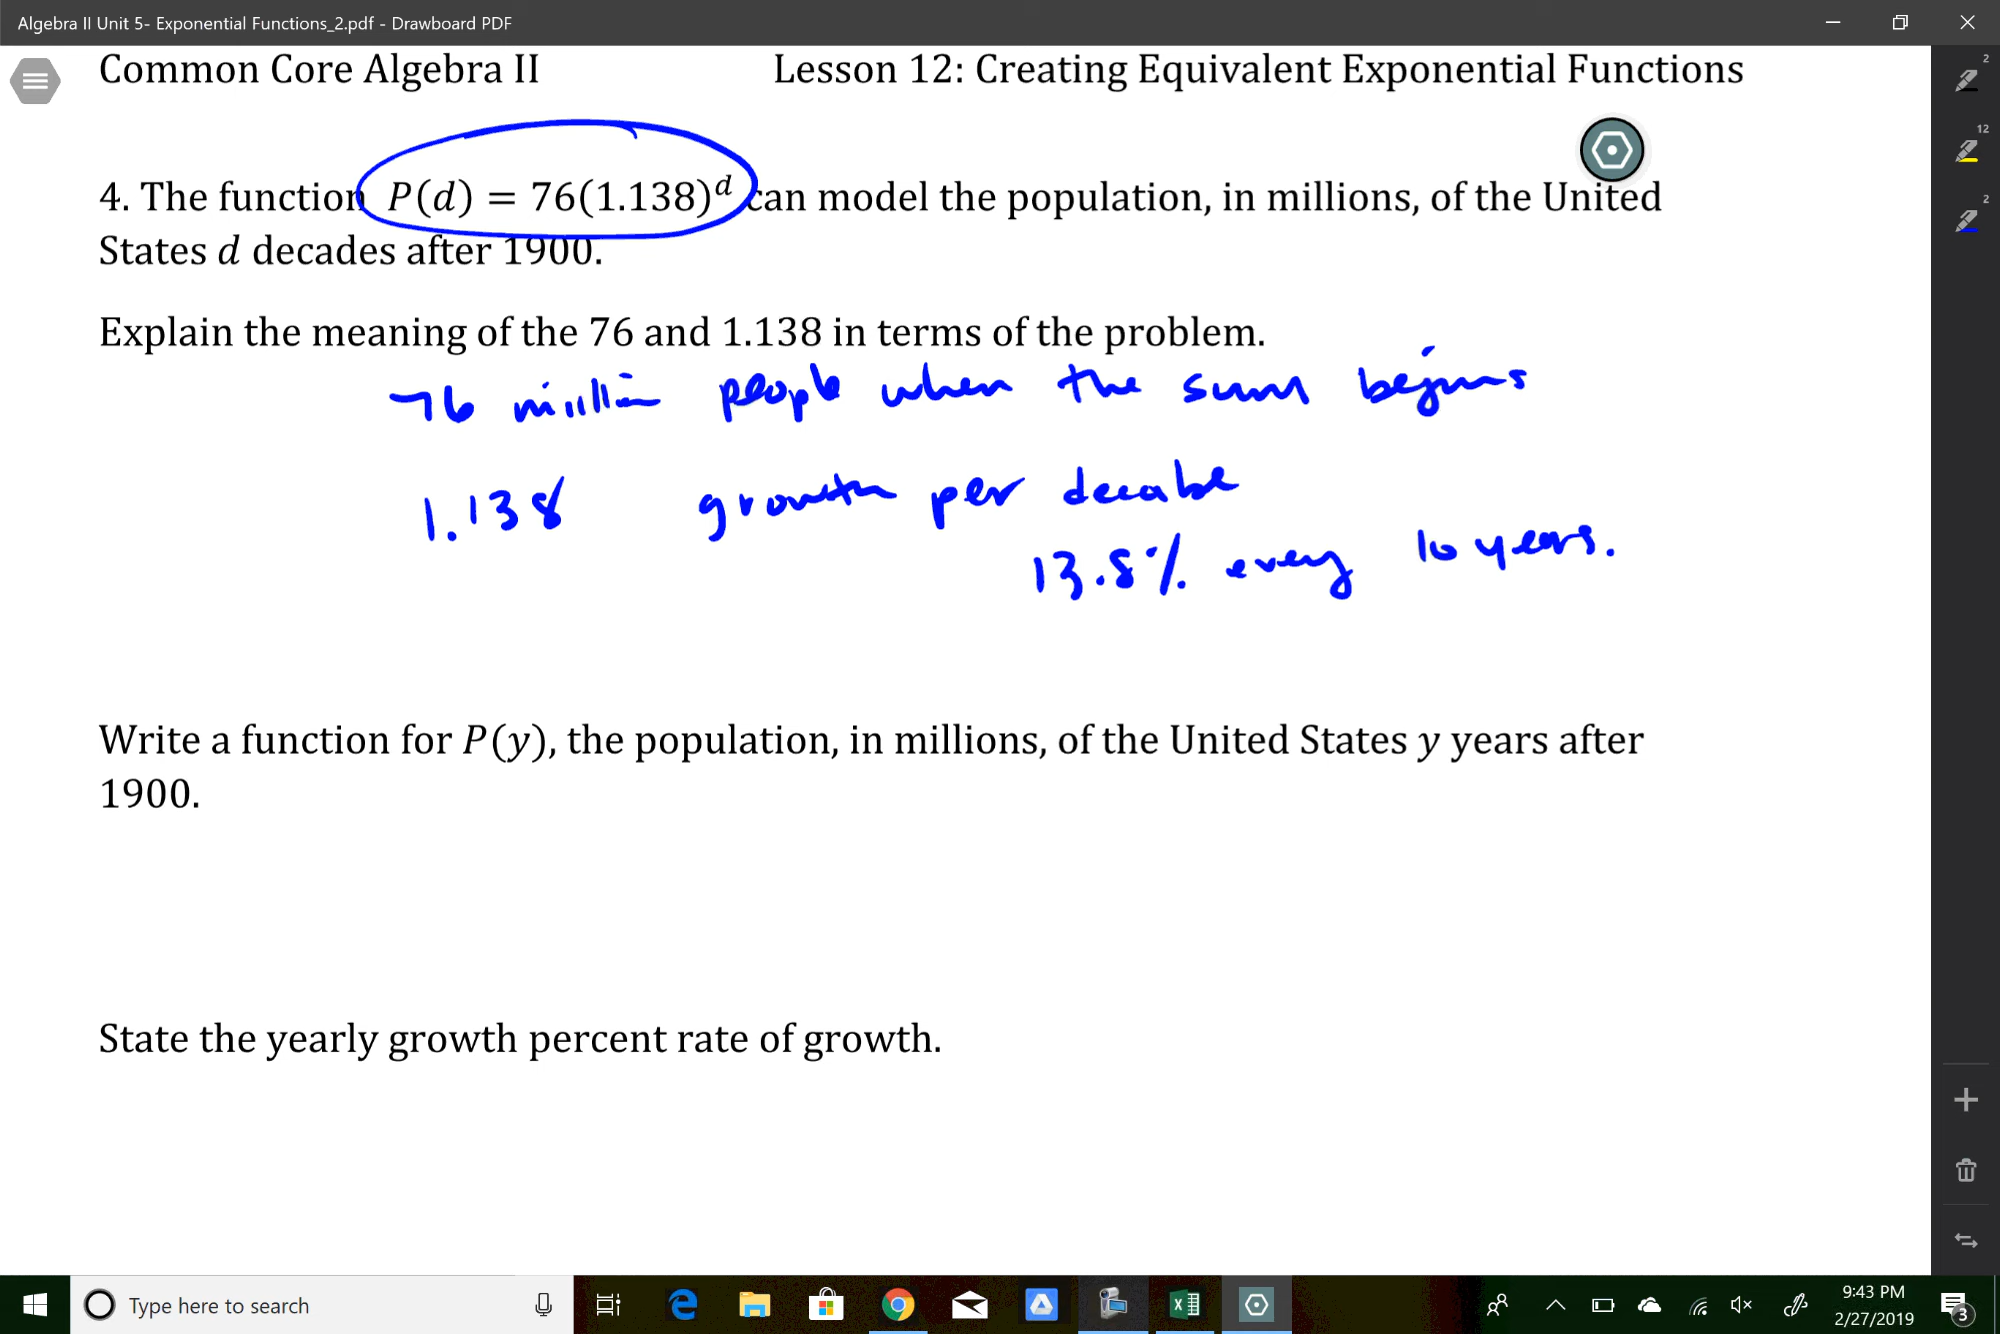 Algebra II Unit 5- Exponential Functions_2.pdf - Drawboard PDF
Common Core Algebra II Lesson 12: Creating Equivalent Exponential Functions
2
12
2
4. The function P(d) = 76(1.138)^d can model the population, in millions, of the United
States d decades after 1900.
Explain the meaning of the 76 and 1.138 in terms of the problem.
76 million people when the begins
1.138 growth per decade
13.8% every 10 years.
Write a function for P(y), the population, in millions, of the United States y years after
1900.
State the yearly growth percent rate of growth.
Type here to search
9:43 PM
2/27/2019
3